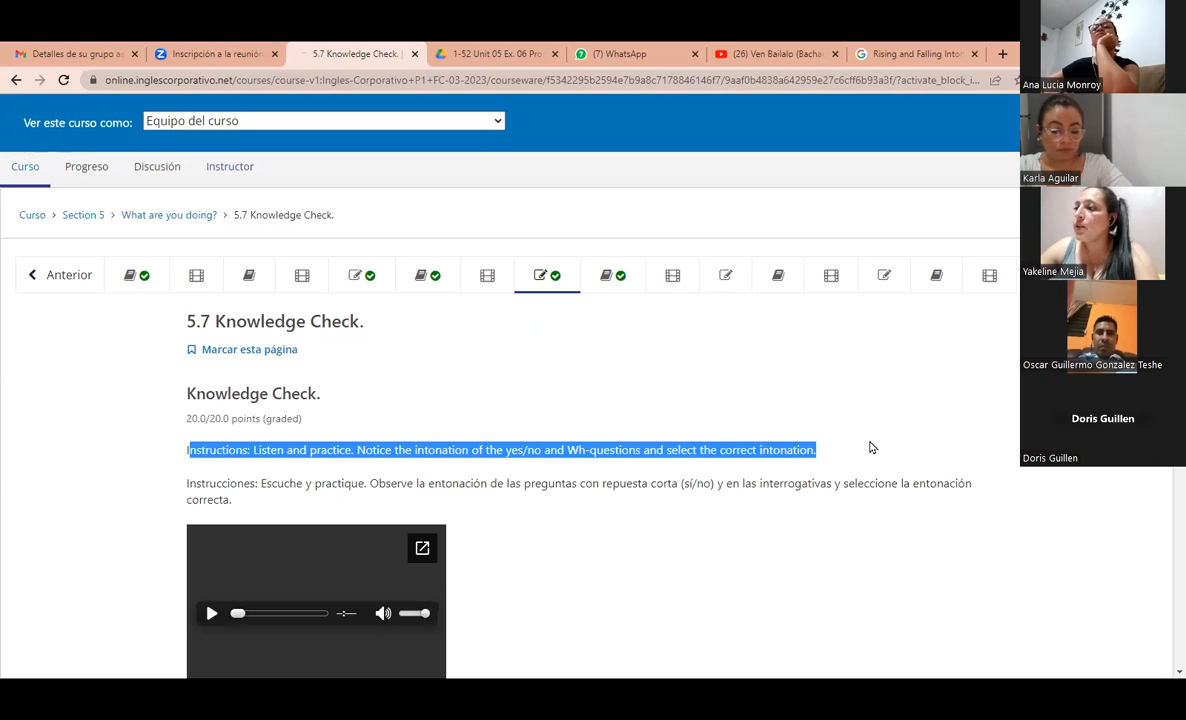 Detalles de su grupo as
Inscripción a la reunión
5.7 Knowledge Check. |
1-52 Unit 05 Ex. 06 Pro
(7) WhatsApp
(26) Ven Bailalo (Bacha
Rising and Falling Inton
online.inglescorporativo.net/courses/course-v1:Ingles-Corporativo+P1+FC-03-2023/courseware/f5342295b2594e7b9a8c7178846146f7/9aaf0b4838a642959e27c6cff6b93a3f/?activate_block_i...
Ver este curso como:
Equipo del curso
Curso
Progreso
Discusión
Instructor
Curso > Section 5 > What are you doing? > 5.7 Knowledge Check.
Anterior
5.7 Knowledge Check.
Marcar esta página
Knowledge Check.
20.0/20.0 points (graded)
Instructions: Listen and practice. Notice the intonation of the yes/no and Wh-questions and select the correct intonation.
Instrucciones: Escuche y practique. Observe la entonación de las preguntas con repuesta corta (sí/no) y en las interrogativas y seleccione la entonación
correcta.
-:--
Ana Lucia Monroy
Karla Aguilar
Yakeline Mejia
Oscar Guillermo Gonzalez Teshe
Doris Guillen
Doris Guillen